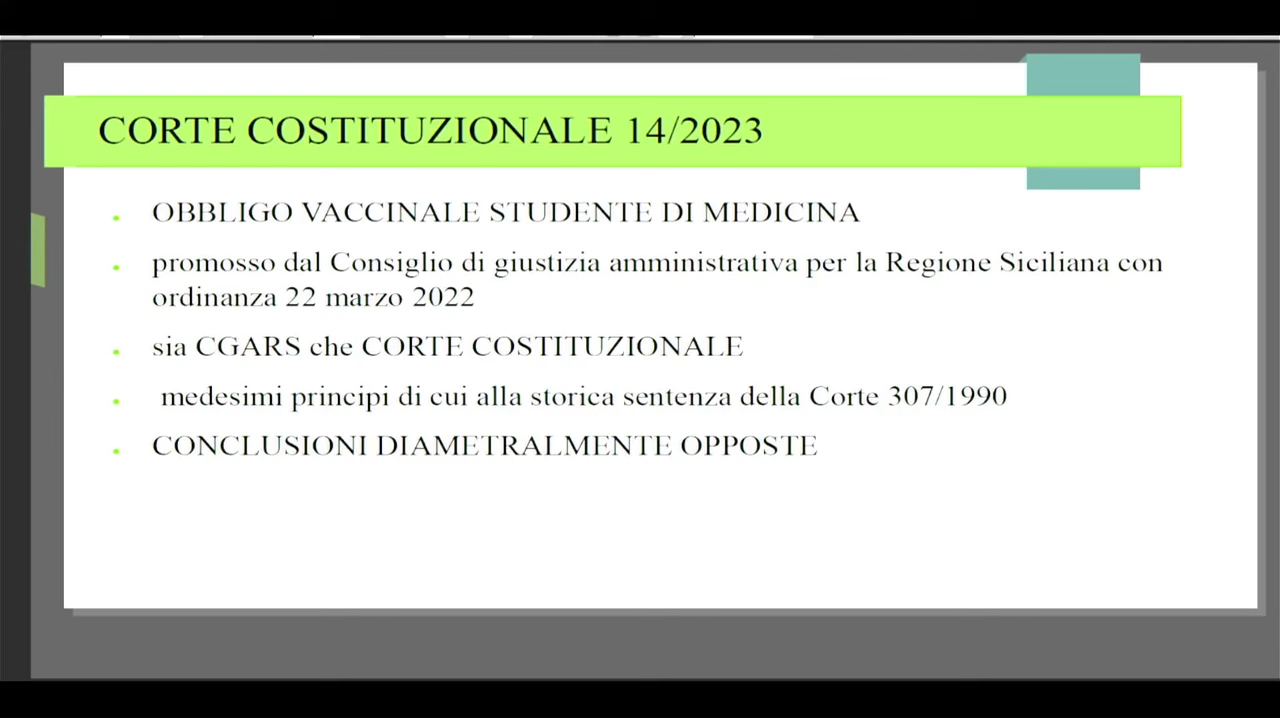 CORTE COSTITUZIONALE 14/2023
OBBLIGO VACCINALE STUDENTE DI MEDICINA
promosso dal Consiglio di giustizia amministrativa per la Regione Siciliana con
ordinanza 22 marzo 2022
sia CGARS che CORTE COSTITUZIONALE
medesimi principi di cui alla storica sentenza della Corte 307/1990
CONCLUSIONI DIAMETRALMENTE OPPOSTE